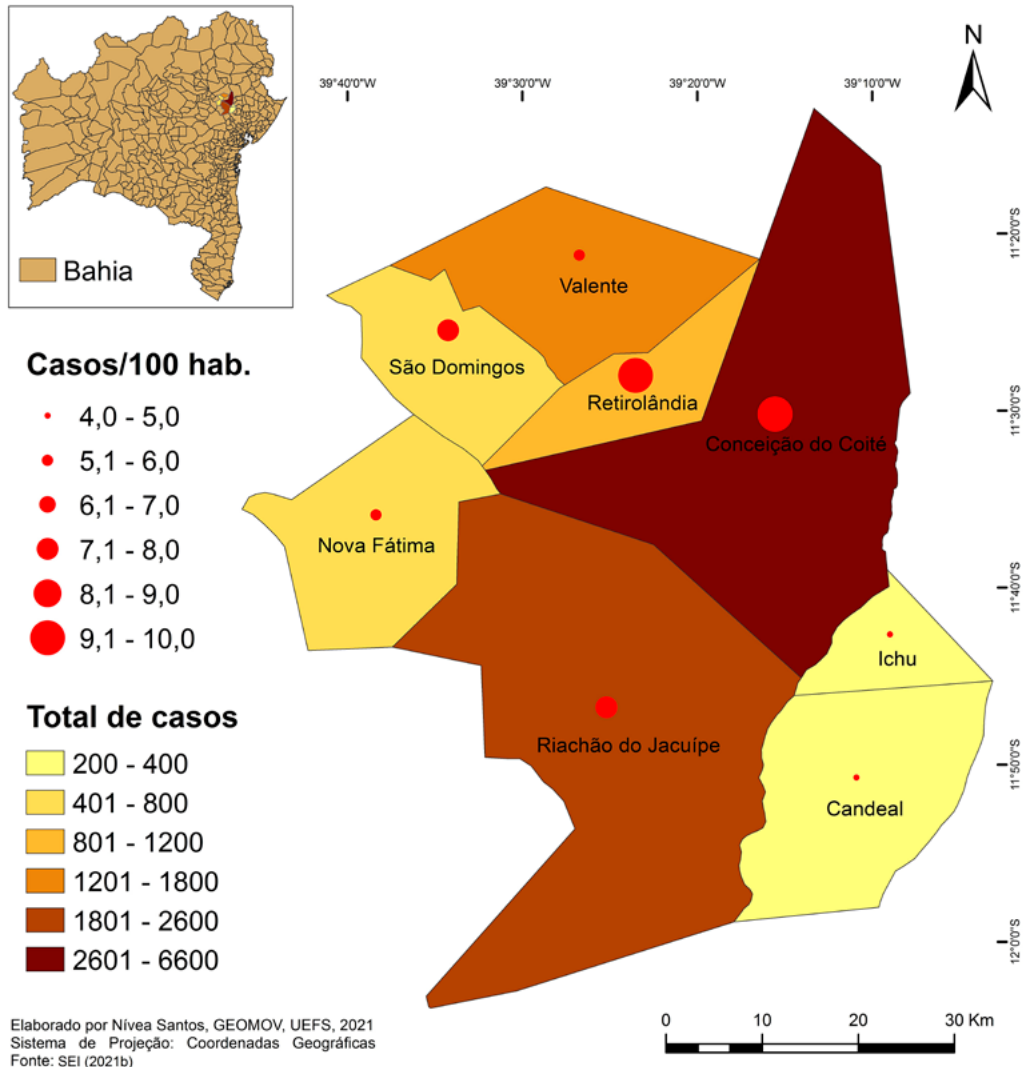 Bahia
N
39°40'0"W
39°30'0"W
39°20'0"W
39°10'0"W
11°20'0"S
11°30'0"S
11°40'0"S
11°50'0"S
12°0'0"S
Valente
São Domingos
Retirolândia
Conceição do Coité
Nova Fátima
Ichu
Riachão do Jacuípe
Candeal
Casos/100 hab.
4,0 - 5,0
5,1 - 6,0
6,1 - 7,0
7,1 - 8,0
8,1 - 9,0
9,1 - 10,0
Total de casos
200 - 400
401 - 800
801 - 1200
1201 - 1800
1801 - 2600
2601 - 6600
Elaborado por Nívea Santos, GEOMOV, UEFS, 2021
Sistema de Projeção: Coordenadas Geográficas
Fonte: SEI (2021b)
0 10 20 30 Km